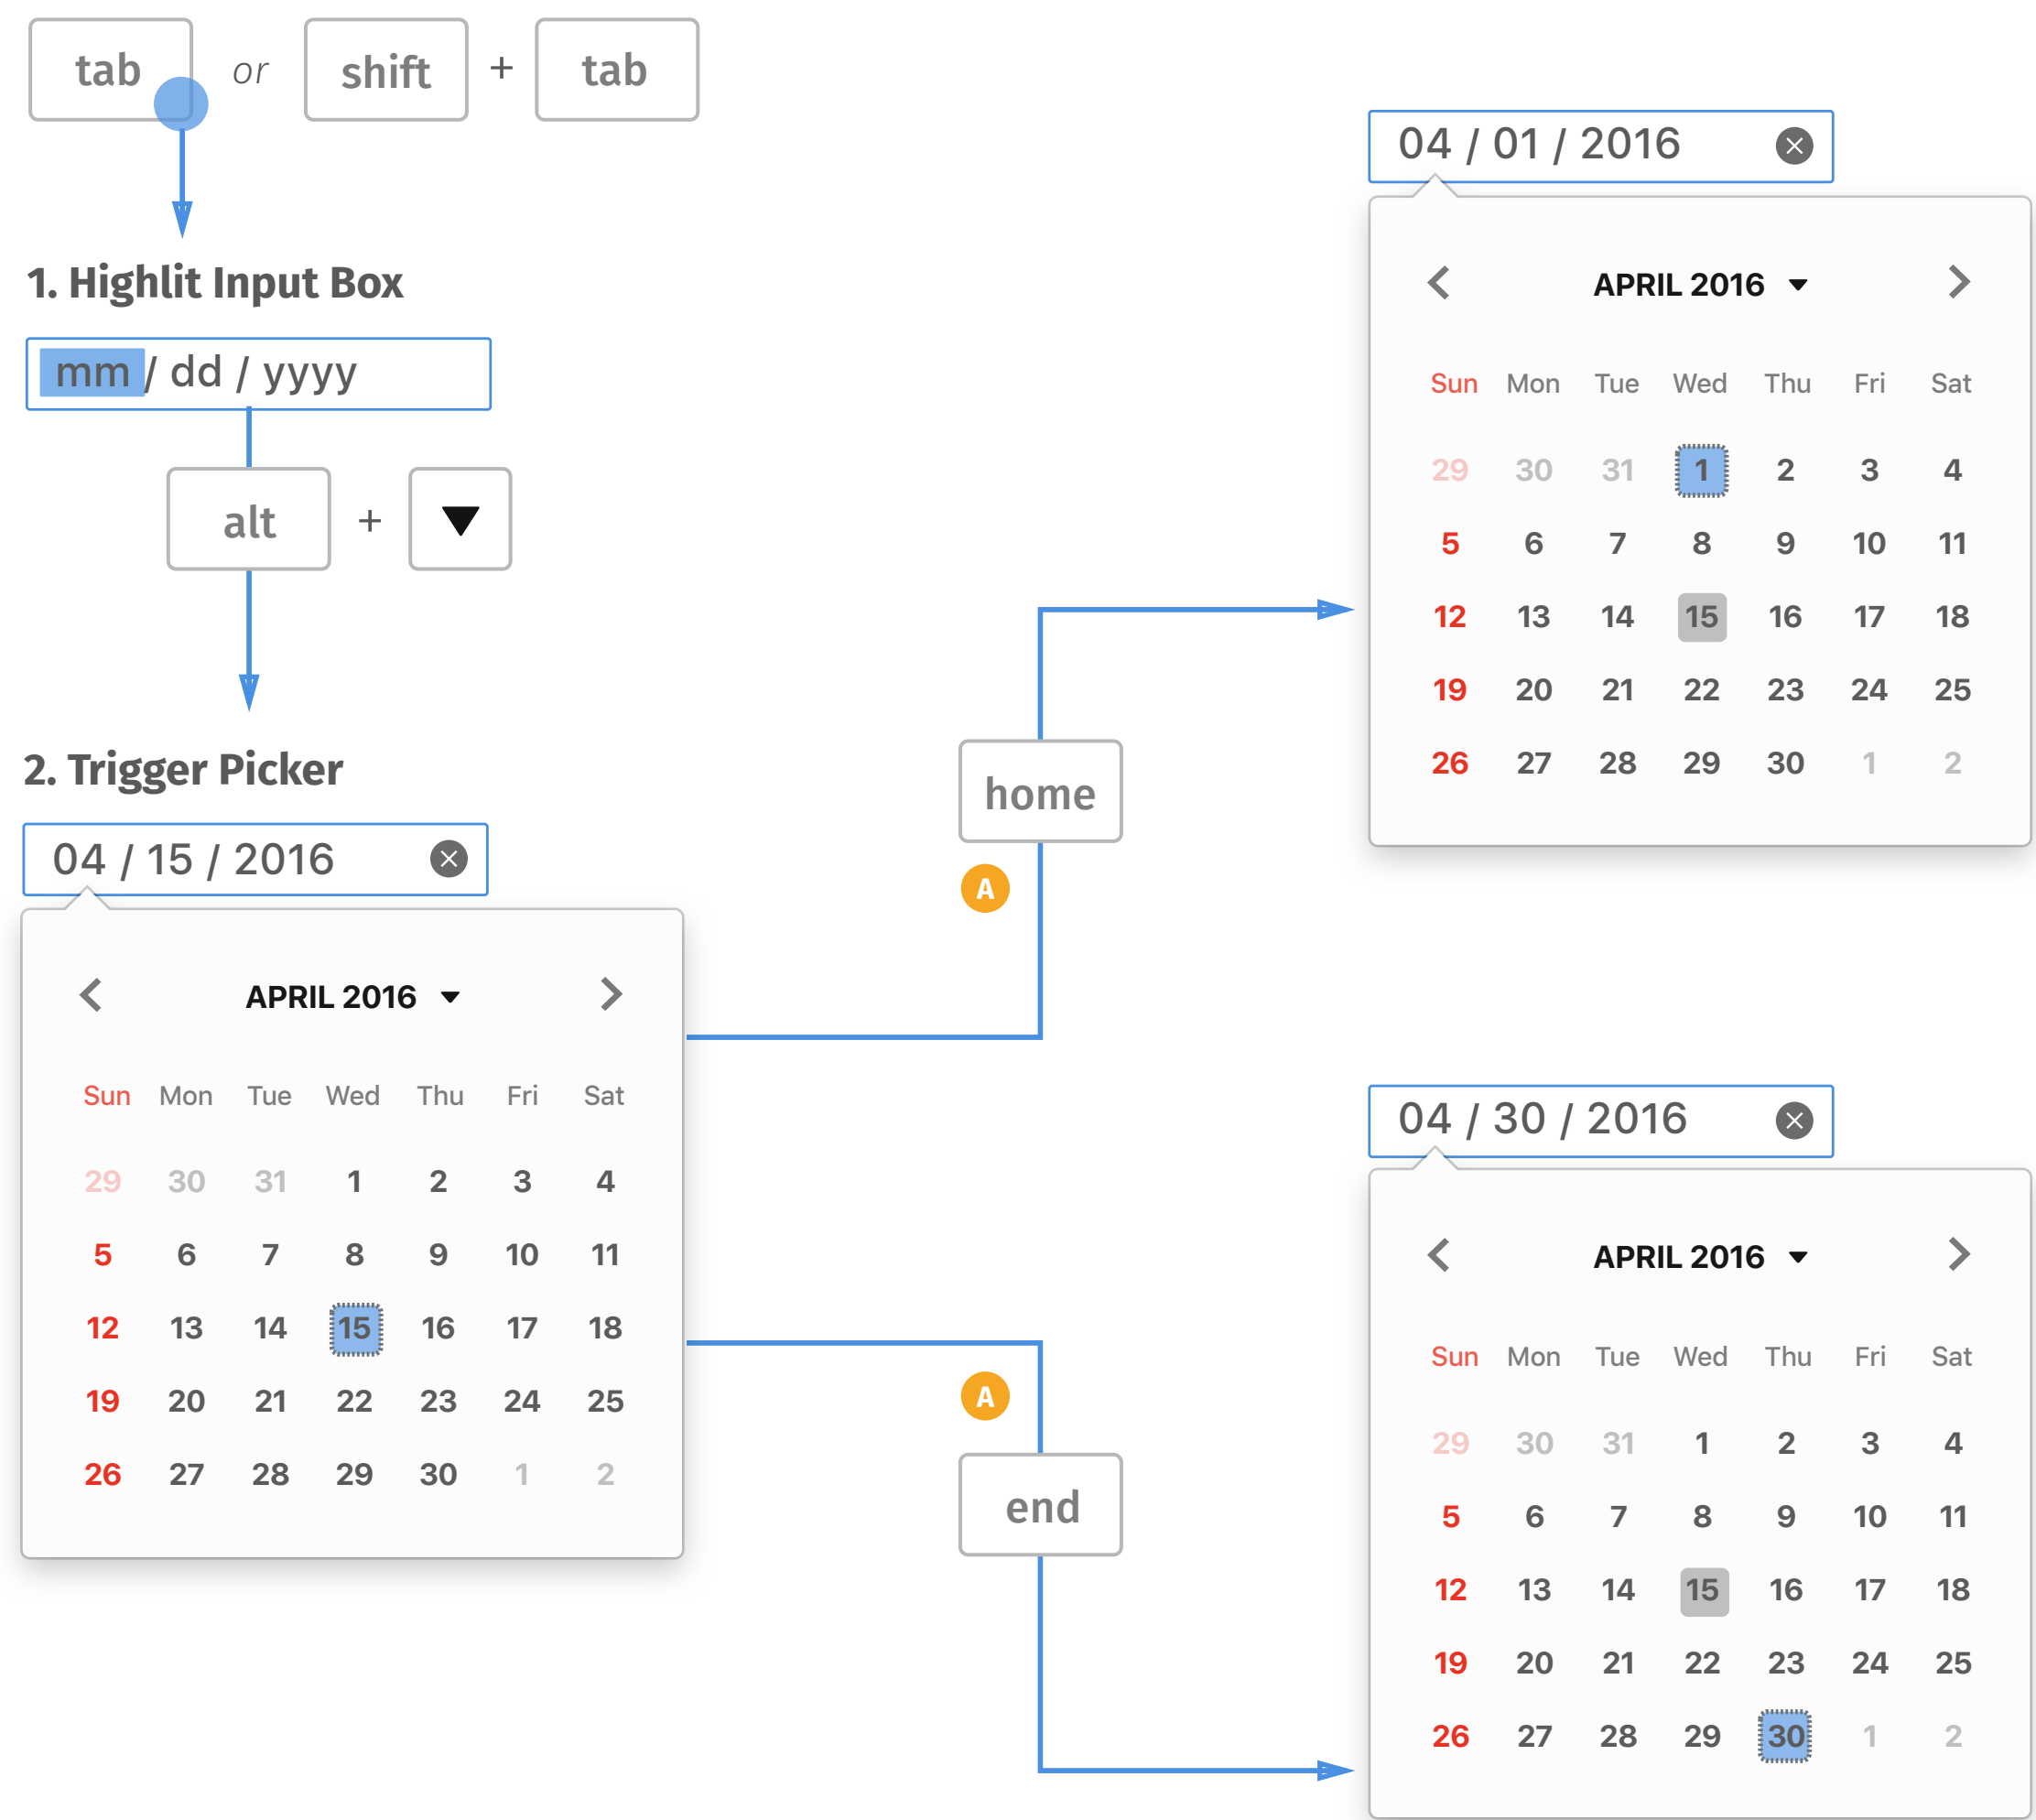 tab or shift + tab
1. Highlit Input Box
mm / dd / yyyy
alt +
2. Trigger Picker
04 / 15 / 2016
APRIL 2016
Sun Mon Tue Wed Thu Fri Sat
29 30 31 1 2 3 4
5 6 7 8 9 10 11
12 13 14 15 16 17 18
19 20 21 22 23 24 25
26 27 28 29 30 1 2
home
A
04 / 01 / 2016
APRIL 2016
Sun Mon Tue Wed Thu Fri Sat
29 30 31 1 2 3 4
5 6 7 8 9 10 11
12 13 14 15 16 17 18
19 20 21 22 23 24 25
26 27 28 29 30 1 2
A
end
04 / 30 / 2016
APRIL 2016
Sun Mon Tue Wed Thu Fri Sat
29 30 31 1 2 3 4
5 6 7 8 9 10 11
12 13 14 15 16 17 18
19 20 21 22 23 24 25
26 27 28 29 30 1 2